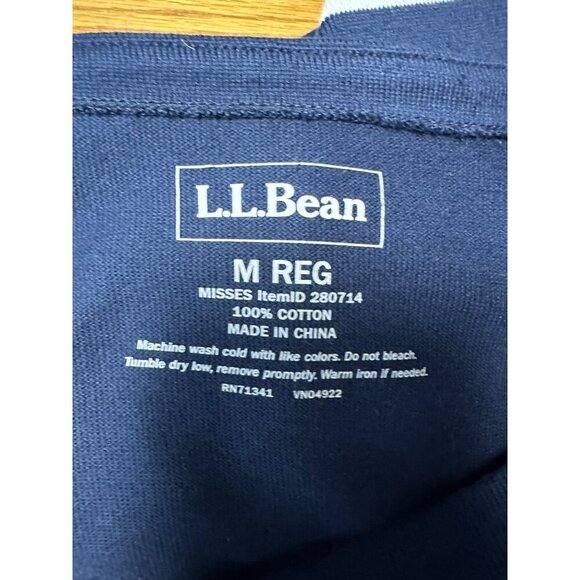 L.L.Bean
M REG
MISSES ItemID 280714
100% COTTON
MADE IN CHINA
Machine wash cold with like colors. Do not bleach.
Tumble dry low, remove promptly. Warm iron if needed.
RN71341 VN04922